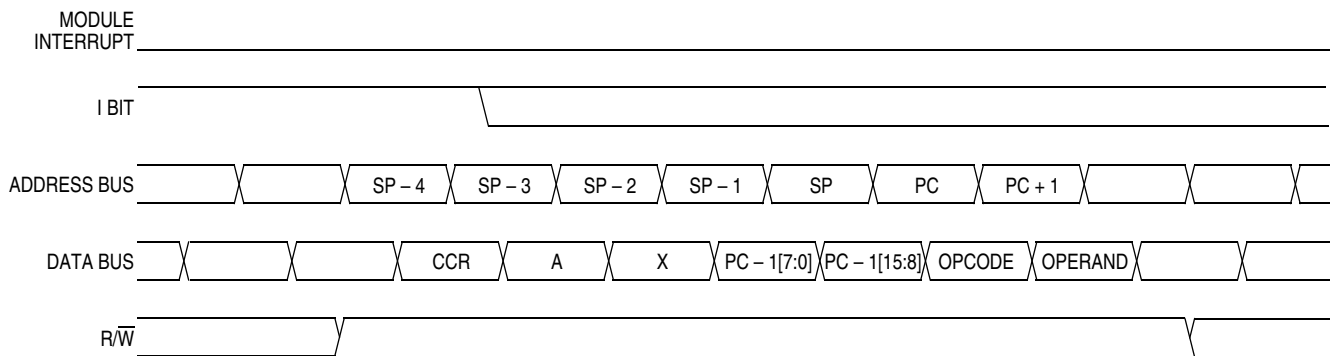 MODULE
INTERRUPT
I BIT
ADDRESS BUS SP – 4 SP – 3 SP – 2 SP – 1 SP PC PC + 1
DATA BUS CCR A X PC – 1[7:0] PC – 1[15:8] OPCODE OPERAND
R/W̅